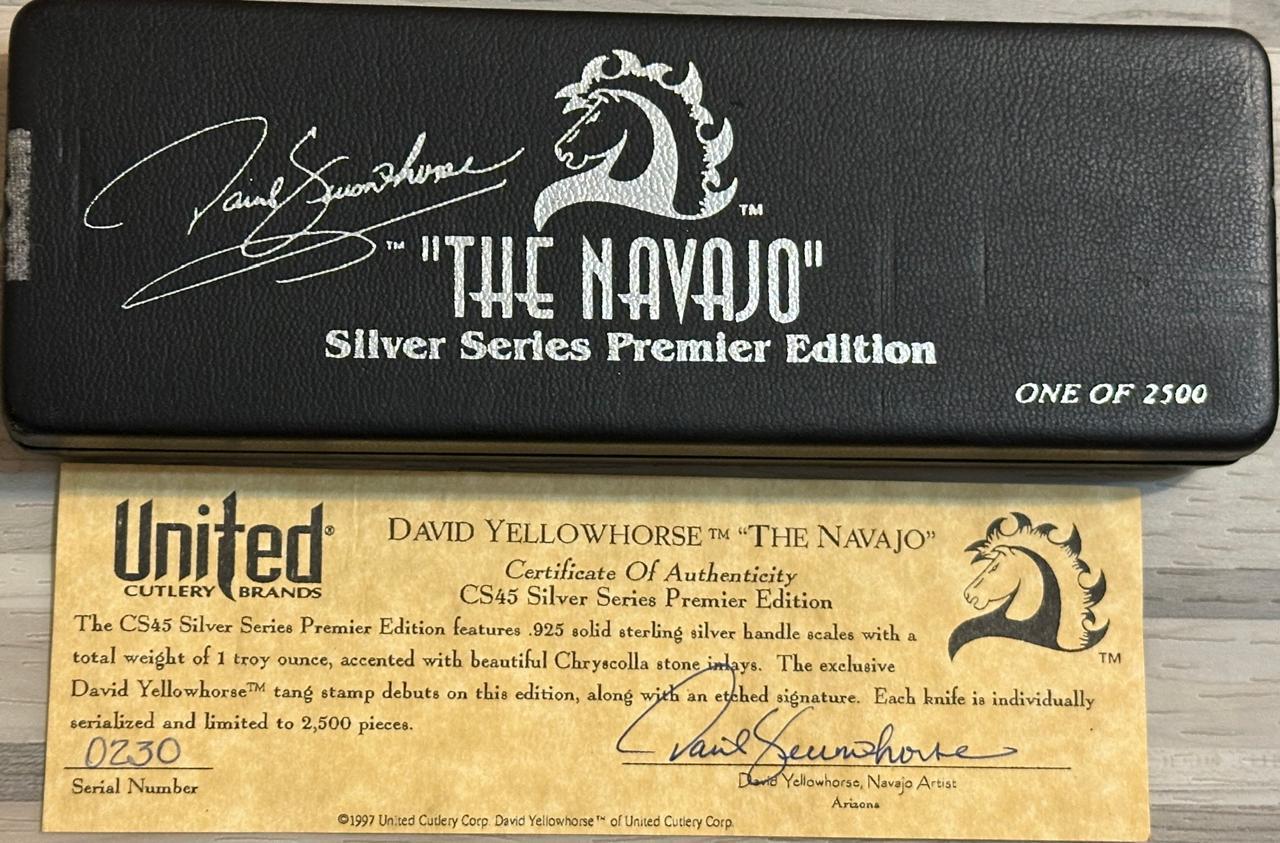 David Yellowhorse
™
™
"THE NAVAJO"
Silver Series Premier Edition
ONE OF 2500
United®
CUTLERY BRANDS
DAVID YELLOWHORSE™ “THE NAVAJO”
Certificate Of Authenticity
CS45 Silver Series Premier Edition
™
The CS45 Silver Series Premier Edition features .925 solid sterling silver handle scales with a
total weight of 1 troy ounce, accented with beautiful Chryscolla stone inlays. The exclusive
David Yellowhorse™ tang stamp debuts on this edition, along with an etched signature. Each knife is individually
serialized and limited to 2,500 pieces.
0230
Serial Number
David Yellowhorse
David Yellowhorse, Navajo Artist
Arizona
©1997 United Cutlery Corp. David Yellowhorse™ of United Cutlery Corp.